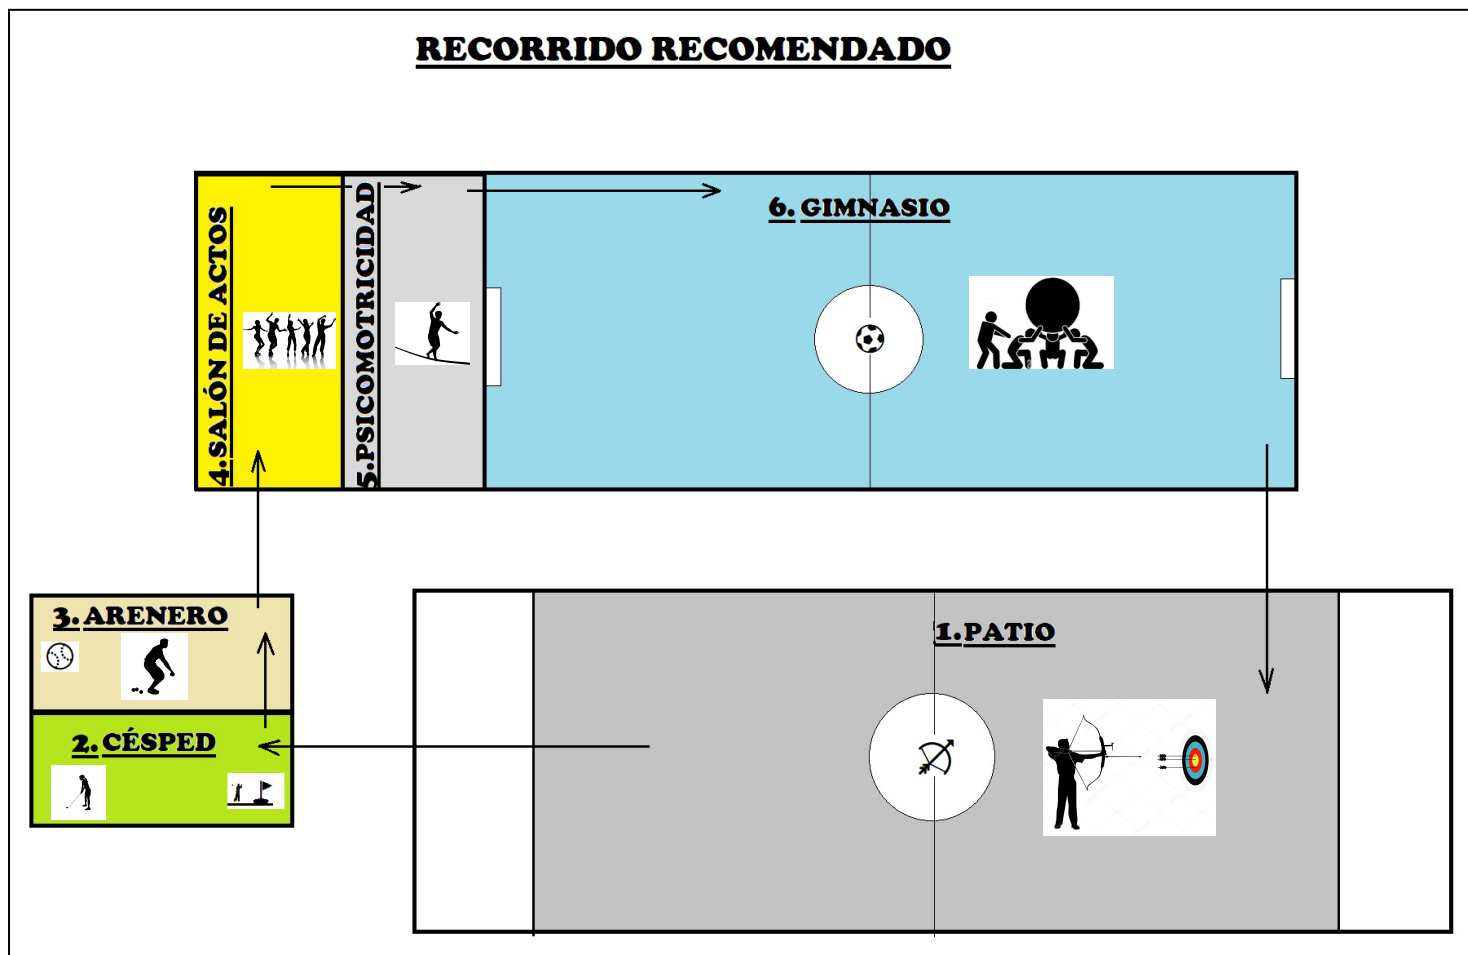 RECORRIDO RECOMENDADO
4.SALÓN DE ACTOS
5.PSICOMOTRICIDAD
6. GIMNASIO
3. ARENERO
2. CÉSPED
1.PATIO